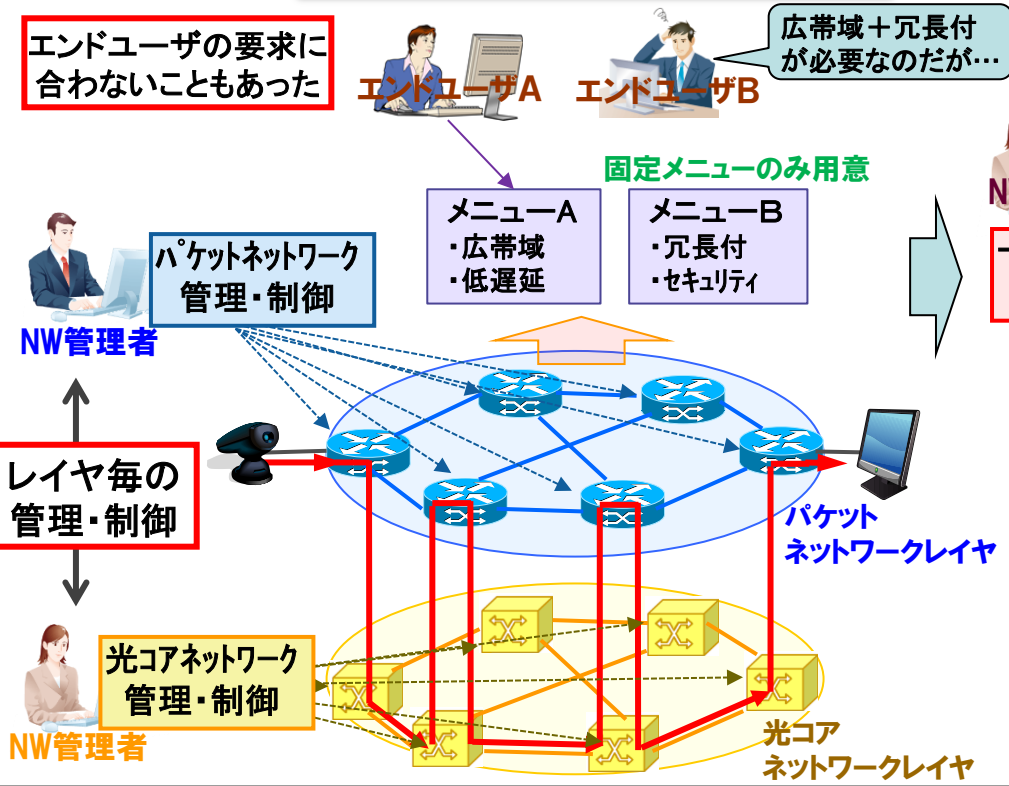 エンドユーザの要求に
合わないこともあった
エンドユーザA
エンドユーザB
広帯域＋冗長付
が必要なのだが…
固定メニューのみ用意
メニューA
・広帯域
・低遅延
メニューB
・冗長付
・セキュリティ
パケットネットワーク
管理・制御
NW管理者
レイヤ毎の
管理・制御
パケット
ネットワークレイヤ
光コアネットワーク
管理・制御
NW管理者
光コア
ネットワークレイヤ